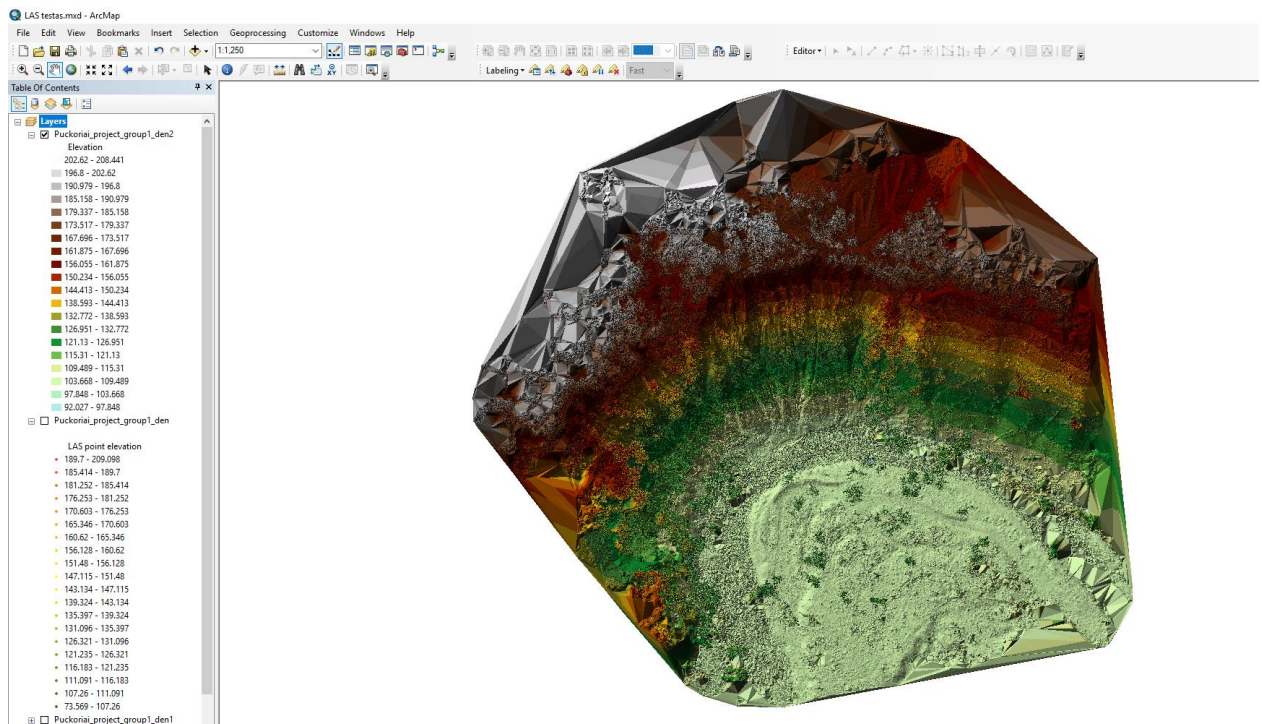 LAS testas.mxd - ArcMap
File Edit View Bookmarks Insert Selection Geoprocessing Customize Windows Help
1:1,250
Editor
Labeling Fast
Table Of Contents
Layers
Puckoriai_project_group1_den2
Elevation
202.62 - 208.441
196.8 - 202.62
190.979 - 196.8
185.158 - 190.979
179.337 - 185.158
173.517 - 179.337
167.696 - 173.517
161.875 - 167.696
156.055 - 161.875
150.234 - 156.055
144.413 - 150.234
138.593 - 144.413
132.772 - 138.593
126.951 - 132.772
121.13 - 126.951
115.31 - 121.13
109.489 - 115.31
103.668 - 109.489
97.848 - 103.668
92.027 - 97.848
Puckoriai_project_group1_den
LAS point elevation
189.7 - 209.098
185.414 - 189.7
181.252 - 185.414
176.253 - 181.252
170.603 - 176.253
165.346 - 170.603
160.62 - 165.346
156.128 - 160.62
151.48 - 156.128
147.115 - 151.48
143.134 - 147.115
139.324 - 143.134
135.397 - 139.324
131.096 - 135.397
126.321 - 131.096
121.235 - 126.321
116.183 - 121.235
111.091 - 116.183
107.26 - 111.091
73.569 - 107.26
Puckoriai_project_group1_den1